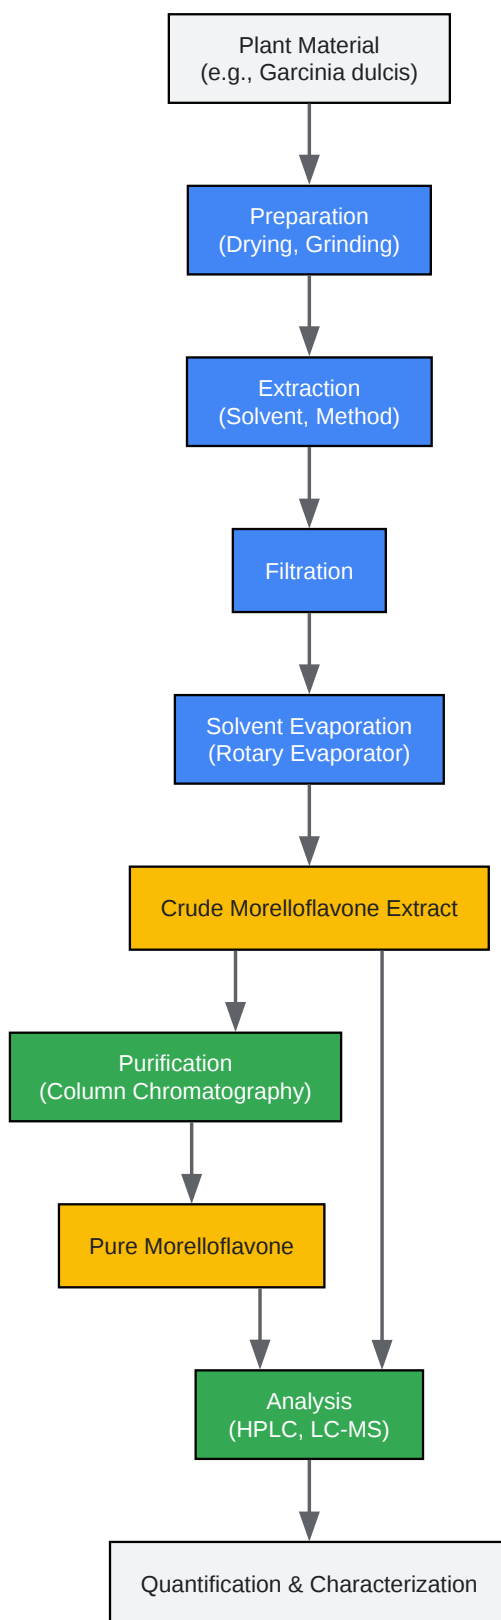 Plant Material
(e.g., Garcinia dulcis)
Preparation
(Drying, Grinding)
Extraction
(Solvent, Method)
Filtration
Solvent Evaporation
(Rotary Evaporator)
Crude Morelloflavone Extract
Purification
(Column Chromatography)
Pure Morelloflavone
Analysis
(HPLC, LC-MS)
Quantification & Characterization